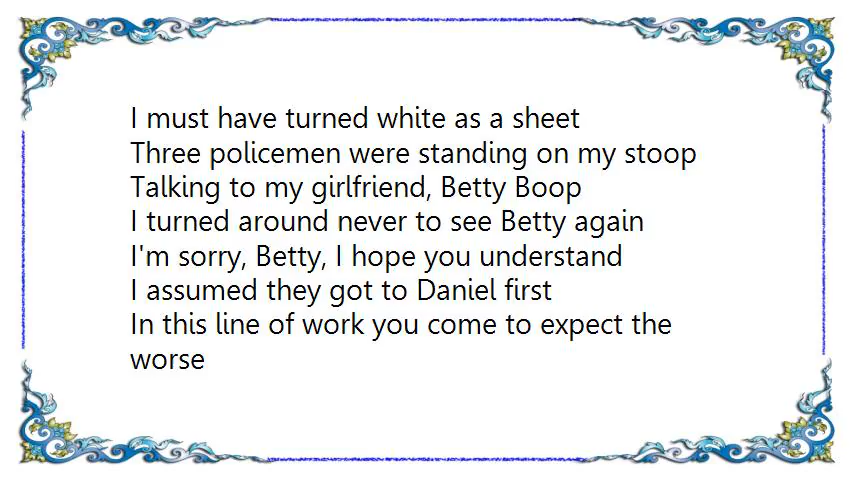 I must have turned white as a sheet
Three policemen were standing on my stoop
Talking to my girlfriend, Betty Boop
I turned around never to see Betty again
I'm sorry, Betty, I hope you understand
I assumed they got to Daniel first
In this line of work you come to expect the
worse